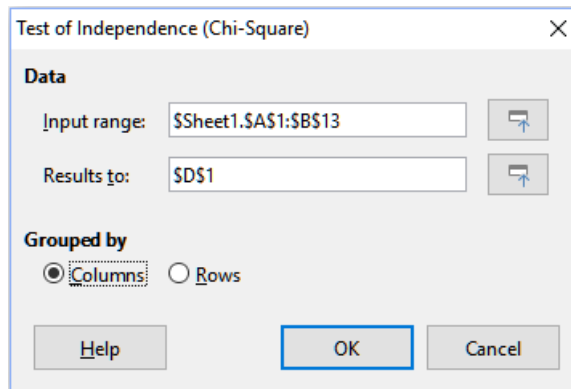 Test of Independence (Chi-Square)
Data
Input range: $Sheet1.$A$1:$B$13
Results to: $D$1
Grouped by
Columns Rows
Help OK Cancel